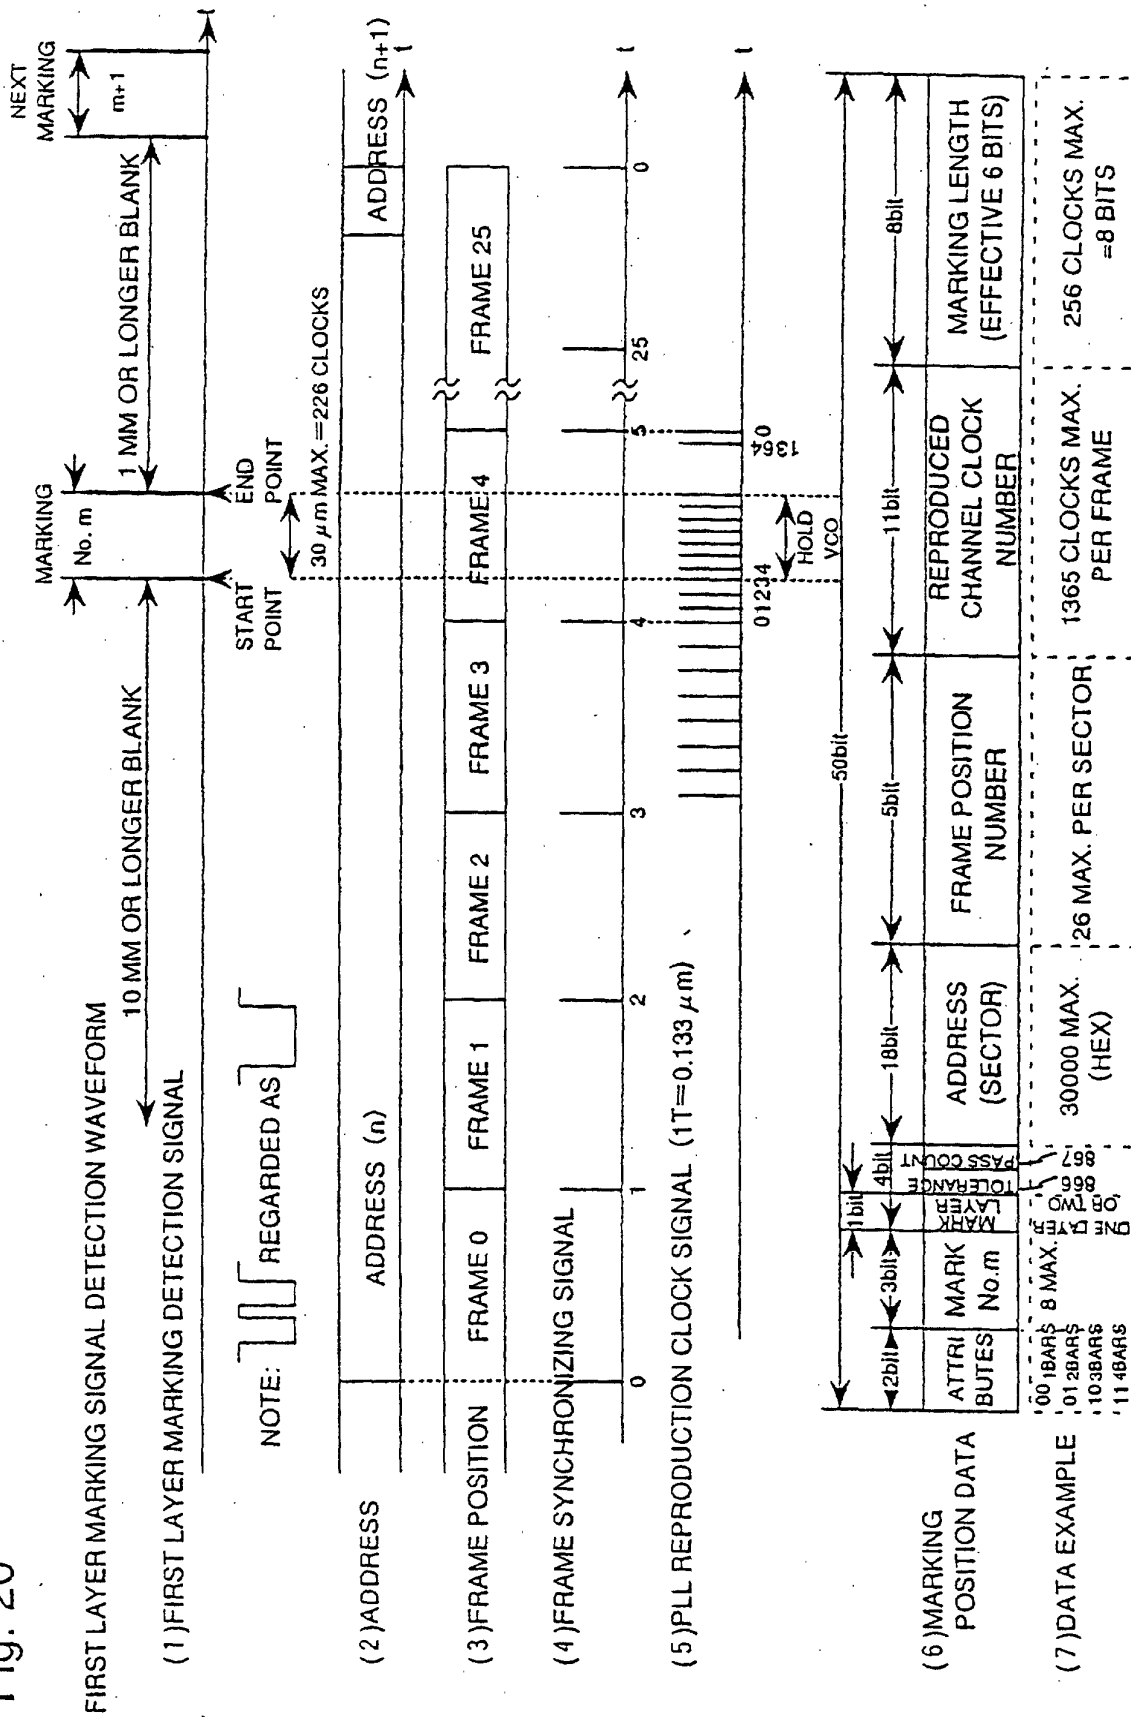 Fig. 20
FIRST LAYER MARKING SIGNAL DETECTION WAVEFORM
MARKING
No. m
NEXT
MARKING
m+1
10 MM OR LONGER BLANK
1 MM OR LONGER BLANK
(1)FIRST LAYER MARKING DETECTION SIGNAL
t
START
POINT
END
POINT
NOTE:
REGARDED AS
30 μm MAX.=226 CLOCKS
(2)ADDRESS
ADDRESS (n)
ADDRESS (n+1)
t
(3)FRAME POSITION
FRAME 0
FRAME 1
FRAME 2
FRAME 3
FRAME 4
FRAME 25
(4)FRAME SYNCHRONIZING SIGNAL
0
1
2
3
4
5
25
0
t
(5)PLL REPRODUCTION CLOCK SIGNAL (1T=0.133 μm)
01234
1364
0
t
HOLD
VCO
50bit
1bit
2bit
3bit
4bit
18bit
5bit
11bit
8bit
(6)MARKING
POSITION DATA
ATTRI
BUTES
MARK
No.m
MARK
LAYER
TOLERANCE
PASS COUNT
ADDRESS
(SECTOR)
FRAME POSITION
NUMBER
REPRODUCED
CHANNEL CLOCK
NUMBER
MARKING LENGTH
(EFFECTIVE 6 BITS)
(7)DATA EXAMPLE
00 1BARS
01 2BARS
10 3BARS
11 4BARS
8 MAX.
ONE LAYER,
OR TWO
866
867
30000 MAX.
(HEX)
26 MAX. PER SECTOR
1365 CLOCKS MAX.
PER FRAME
256 CLOCKS MAX.
=8 BITS